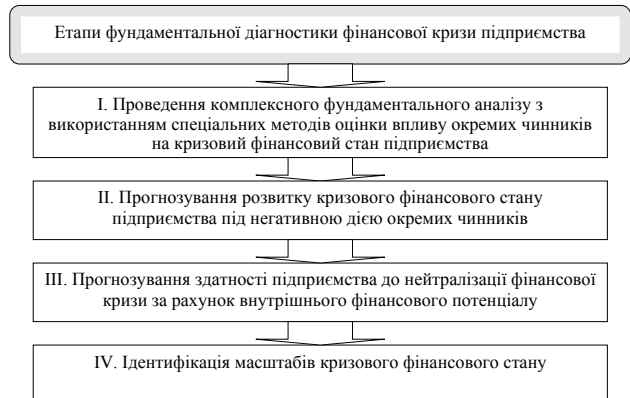 Етапи фундаментальної діагностики фінансової кризи підприємства
I. Проведення комплексного фундаментального аналізу з
використанням спеціальних методів оцінки впливу окремих чинників
на кризовий фінансовий стан підприємства
II. Прогнозування розвитку кризового фінансового стану
підприємства під негативною дією окремих чинників
III. Прогнозування здатності підприємства до нейтралізації фінансової
кризи за рахунок внутрішнього фінансового потенціалу
IV. Ідентифікація масштабів кризового фінансового стану